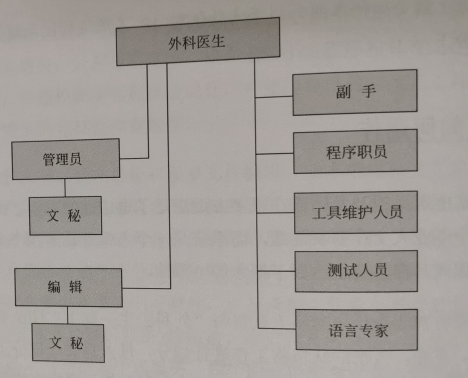 外科医生
副 手
管理员
程序职员
文 秘
工具维护人员
编 辑
测试人员
文 秘
语言专家